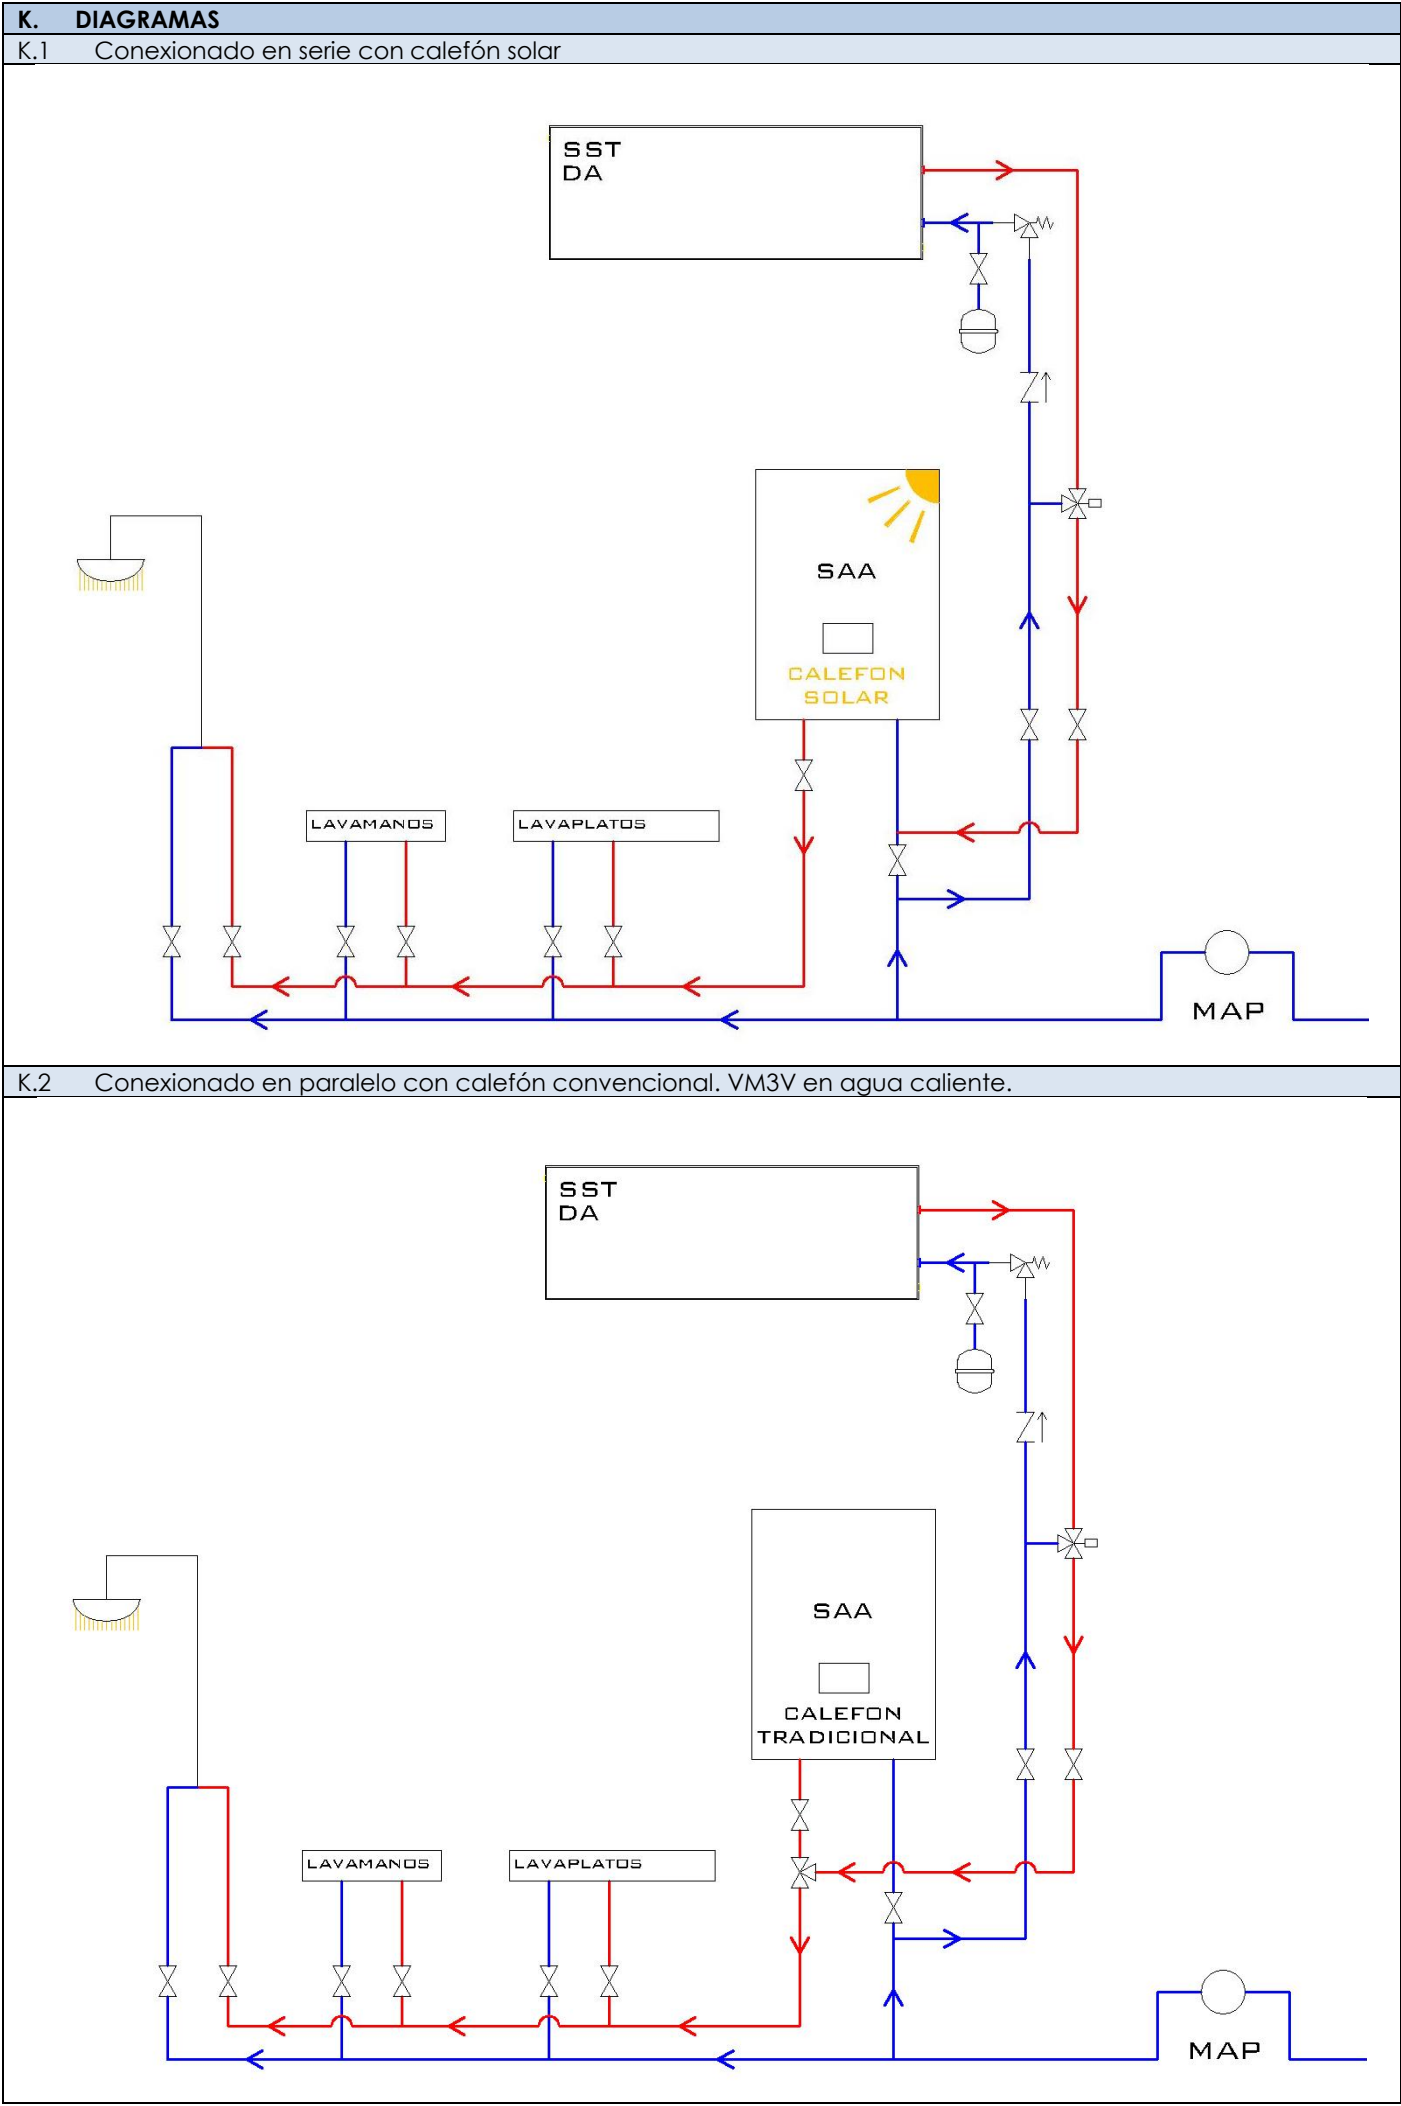 K. DIAGRAMAS
K.1 Conexionado en serie con calefón solar
SST
DA
SAA
CALEFON
SOLAR
LAVAMANOS
LAVAPLATOS
MAP
K.2 Conexionado en paralelo con calefón convencional. VM3V en agua caliente.
SST
DA
SAA
CALEFON
TRADICIONAL
LAVAMANOS
LAVAPLATOS
MAP